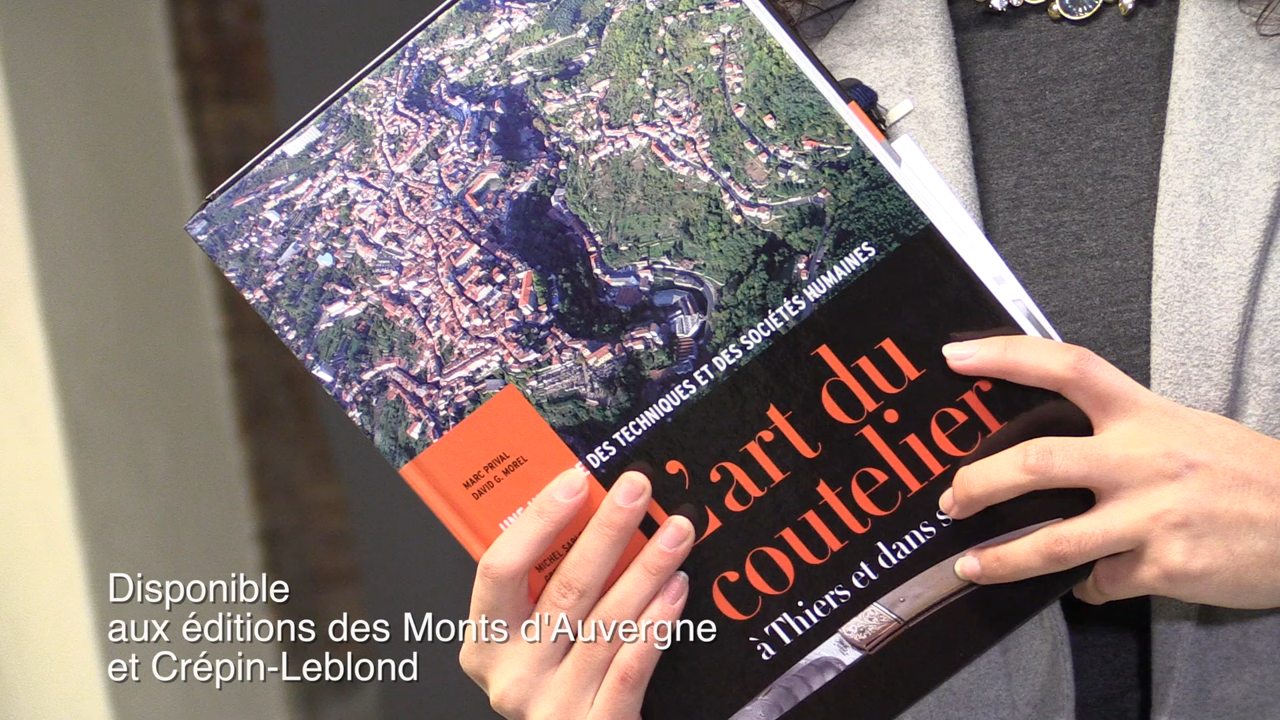 DES TECHNIQUES ET DES SOCIÉTÉS HUMAINES
MARC PRIVAL
DAVID G. MOREL
MICHEL
L'art du
coutelier
à Thiers et dans
Disponible
aux éditions des Monts d'Auvergne
et Crépin-Leblond